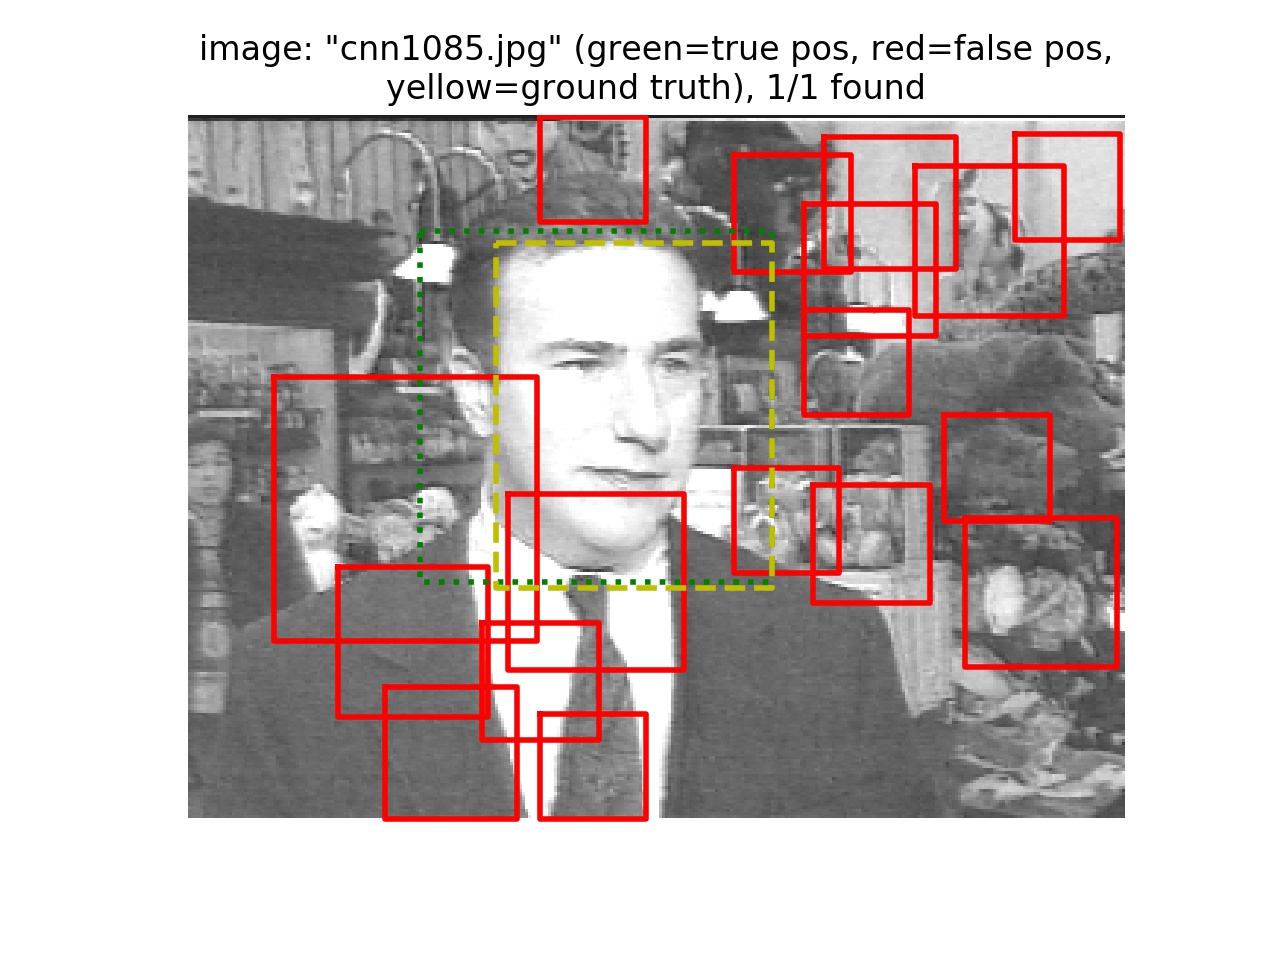 image: "cnn1085.jpg" (green=true pos, red=false pos,
yellow=ground truth), 1/1 found